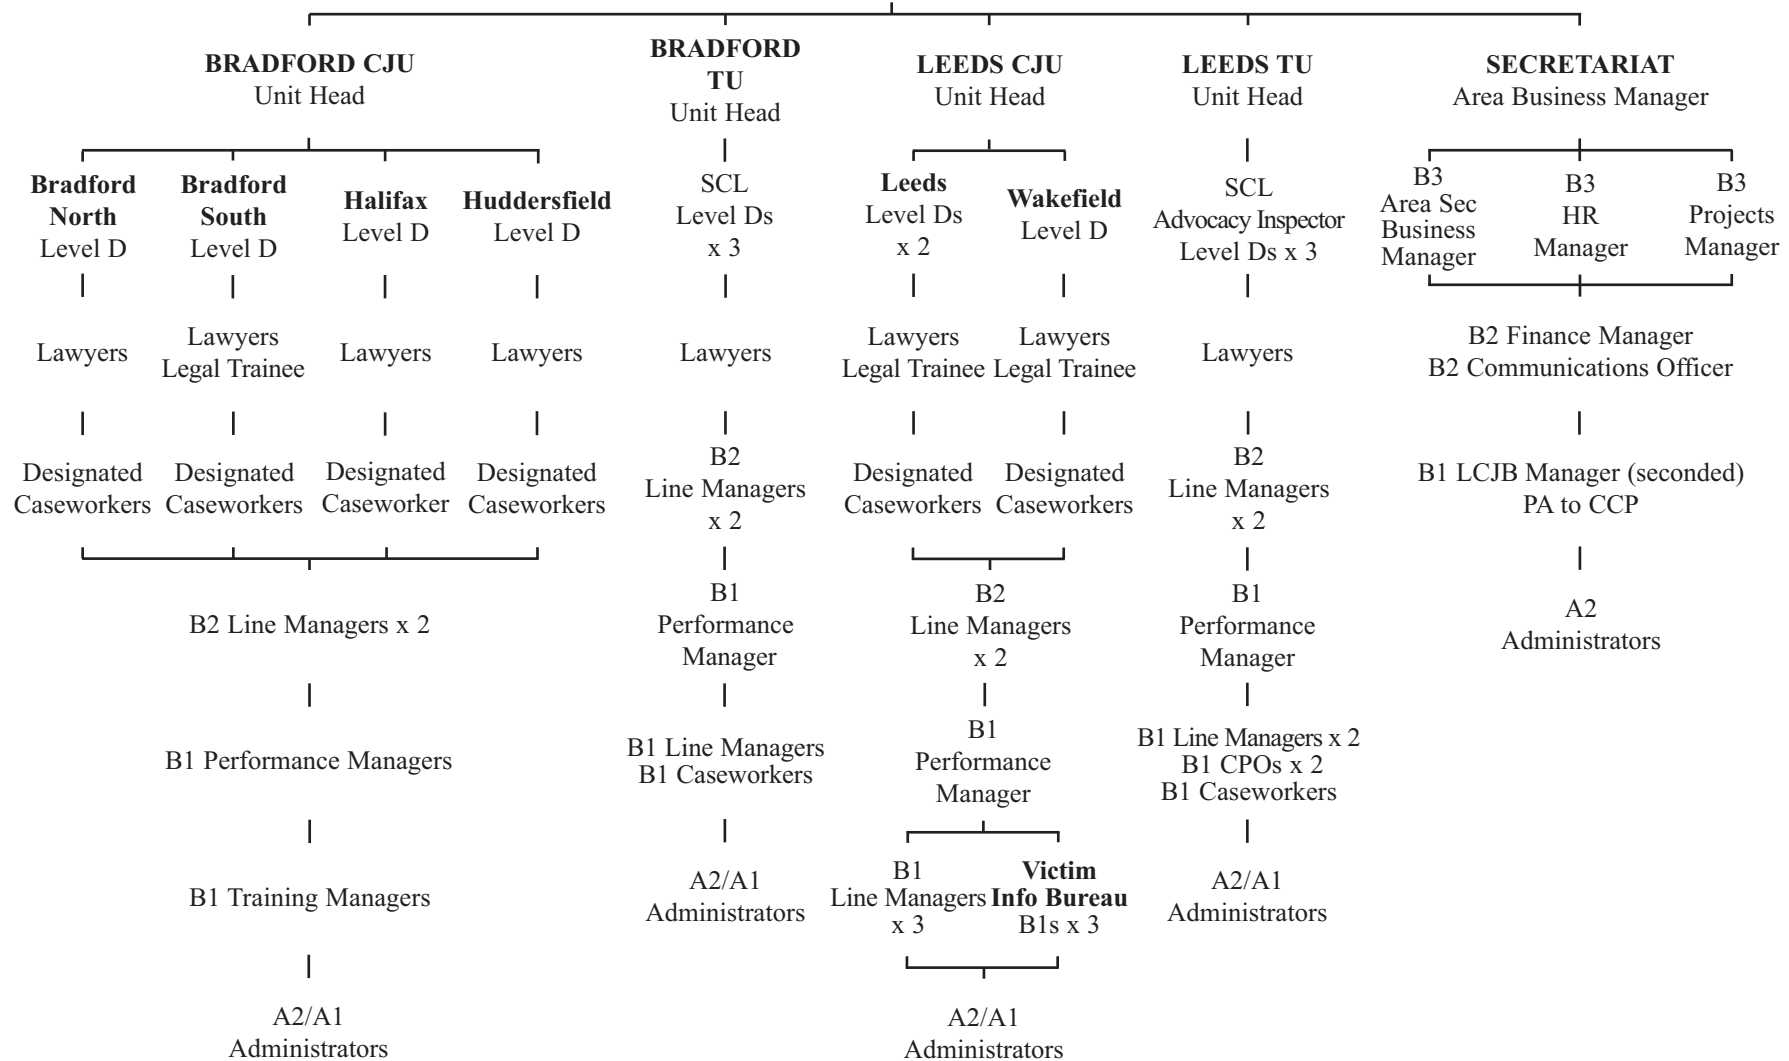 BRADFORD CJU
Unit Head
Bradford
North
Level D
Bradford
South
Level D
Halifax
Level D
Huddersfield
Level D
Lawyers
Lawyers
Legal Trainee
Lawyers
Lawyers
Designated
Caseworkers
Designated
Caseworkers
Designated
Caseworker
Designated
Caseworkers
B2 Line Managers x 2
B1 Performance Managers
B1 Training Managers
A2/A1
Administrators
BRADFORD
TU
Unit Head
SCL
Level Ds
x 3
Lawyers
B2
Line Managers
x 2
B1
Performance
Manager
B1 Line Managers
B1 Caseworkers
A2/A1
Administrators
LEEDS CJU
Unit Head
Leeds
Level Ds
x 2
Wakefield
Level D
Lawyers
Legal Trainee
Lawyers
Legal Trainee
Designated
Caseworkers
Designated
Caseworkers
B2
Line Managers
x 2
B1
Performance
Manager
B1
Line Managers
x 3
Victim
Info Bureau
B1s x 3
A2/A1
Administrators
LEEDS TU
Unit Head
SCL
Advocacy Inspector
Level Ds x 3
Lawyers
B2
Line Managers
x 2
B1
Performance
Manager
B1 Line Managers x 2
B1 CPOs x 2
B1 Caseworkers
A2/A1
Administrators
SECRETARIAT
Area Business Manager
B3
Area Sec
Business
Manager
B3
HR
Manager
B3
Projects
Manager
B2 Finance Manager
B2 Communications Officer
B1 LCJB Manager (seconded)
PA to CCP
A2
Administrators